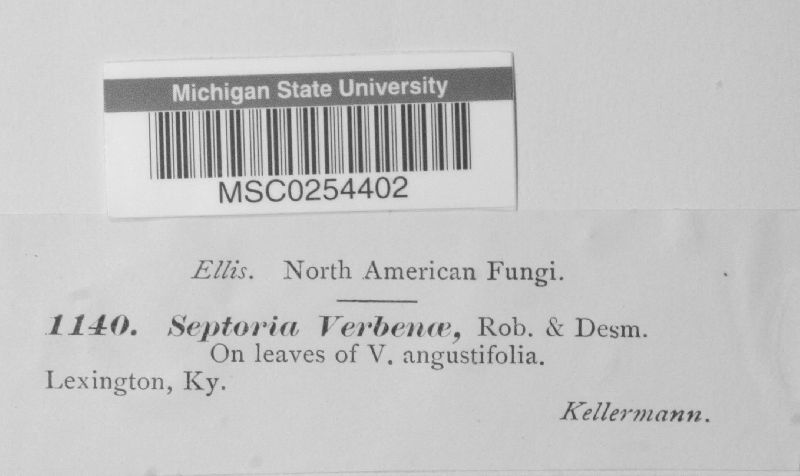 Michigan State University
MSC0254402
Ellis. North American Fungi.
1140. Septoria Verbenæ, Rob. & Desm.
On leaves of V. angustifolia.
Lexington, Ky.
Kellermann.